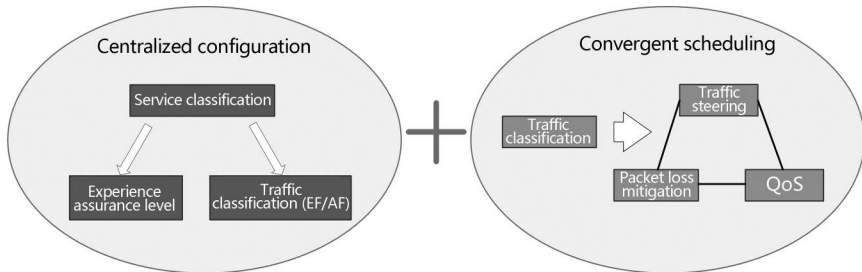 Centralized configuration
Service classification
Experience
assurance level
Traffic
classification (EF/AF)
Convergent scheduling
Traffic
classification
Traffic
steering
Packet loss
mitigation
QoS